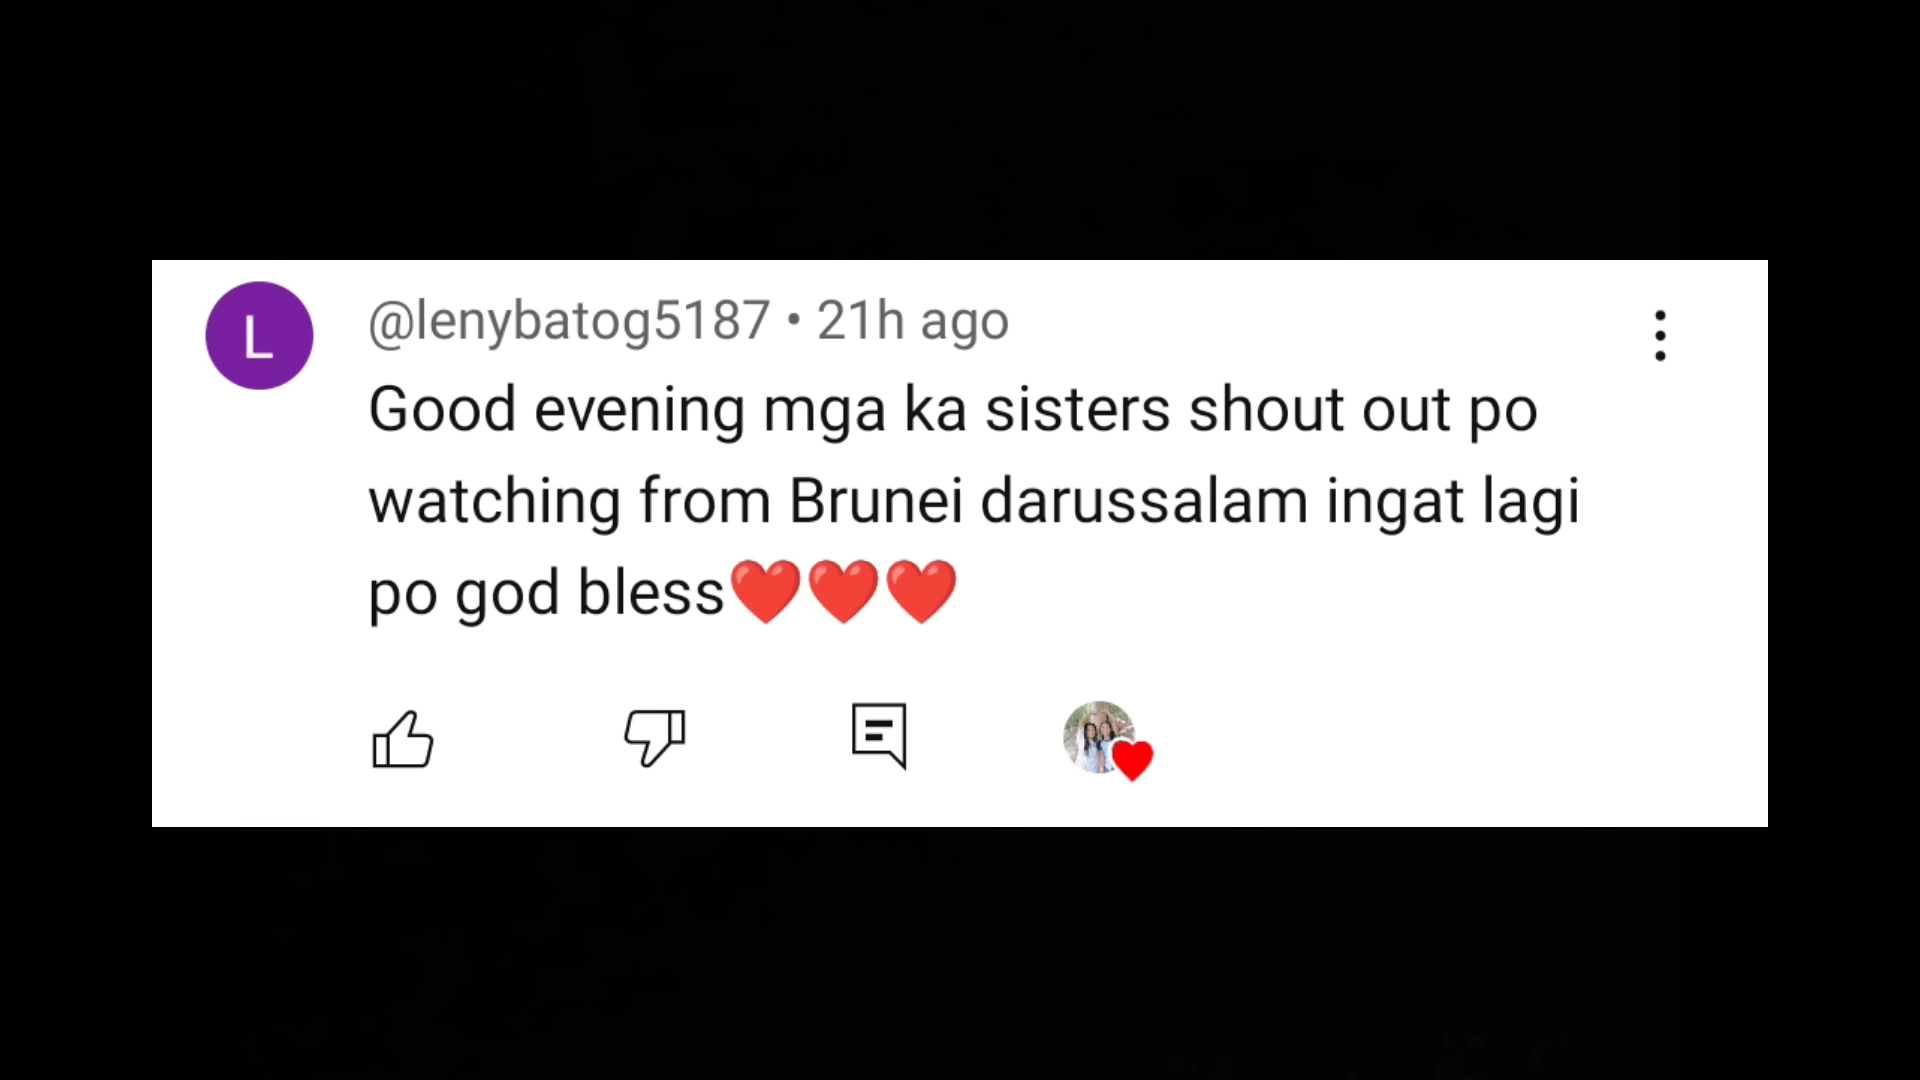 L
@lenybatog5187 • 21h ago
Good evening mga ka sisters shout out po
watching from Brunei darussalam ingat lagi
po god bless❤️❤️❤️